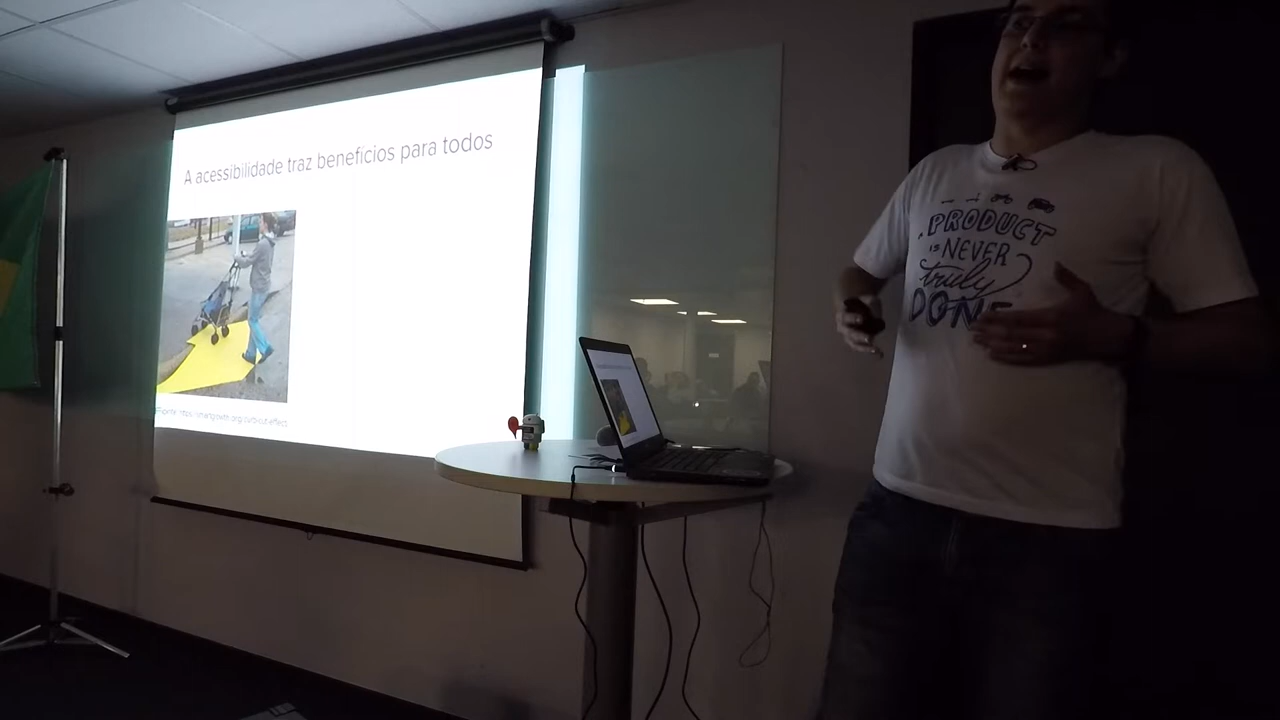 A acessibilidade traz benefícios para todos
A PRODUCT
IS NEVER
truly
DONE